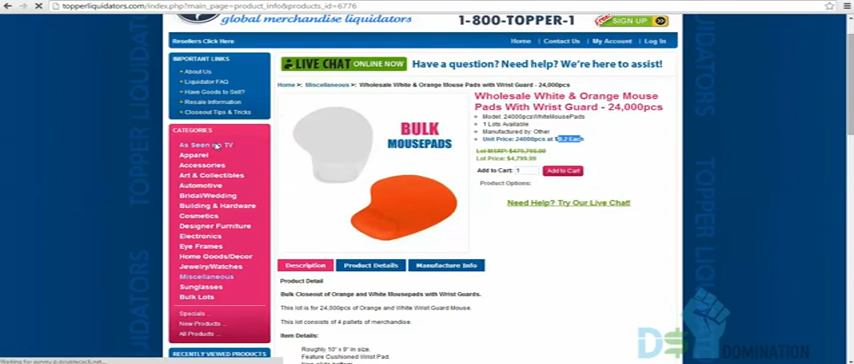 topperliquidators.com/index.php?main_page=product_info&products_id=6776
global merchandise liquidators
1-800-TOPPER-1
SIGN UP
Resellers Click Here
Home
Contact Us
My Account
Log In
IMPORTANT LINKS
About Us
Liquidator FAQ
Have Goods to Sell?
Resale Information
Closeout Tips & Tricks
CATEGORIES
As Seen on TV
Apparel
Accessories
Art & Collectibles
Automotive
Bridal/Wedding
Building & Hardware
Cosmetics
Designer Furniture
Electronics
Eye Frames
Home Goods/Decor
Jewelry/Watches
Miscellaneous
Sunglasses
Bulk Lots
Specials ...
New Products ...
All Products ...
RECENTLY VIEWED PRODUCTS
LIVE CHAT ONLINE NOW
Have a question? Need help? We're here to assist!
Home > Miscellaneous > Wholesale White & Orange Mouse Pads with Wrist Guard - 24,000pcs
BULK
MOUSEPADS
Wholesale White & Orange Mouse
Pads With Wrist Guard - 24,000pcs
Model: 24000pcsWhiteMousePads
1 Lots Available
Manufactured by: Other
Unit Price: 24000pcs at $0.2 Each
Lot Price: $4,799.99
Add to Cart: 1
Add to Cart
Product Options:
Need Help? Try Our Live Chat!
Description
Product Details
Manufacture Info
Product Detail
Bulk Closeout of Orange and White Mousepads with Wrist Guards.
This lot is for 24,000pcs of Orange and White Wrist Guard Mouse.
This lot consists of 4 pallets of merchandise.
Item Details:
Roughly 10" x 9" in size.
Feature Cushioned Wrist Pad.
TOPPER LIQUIDATORS
TOPPER LIQUIDATORS
DOMINATION